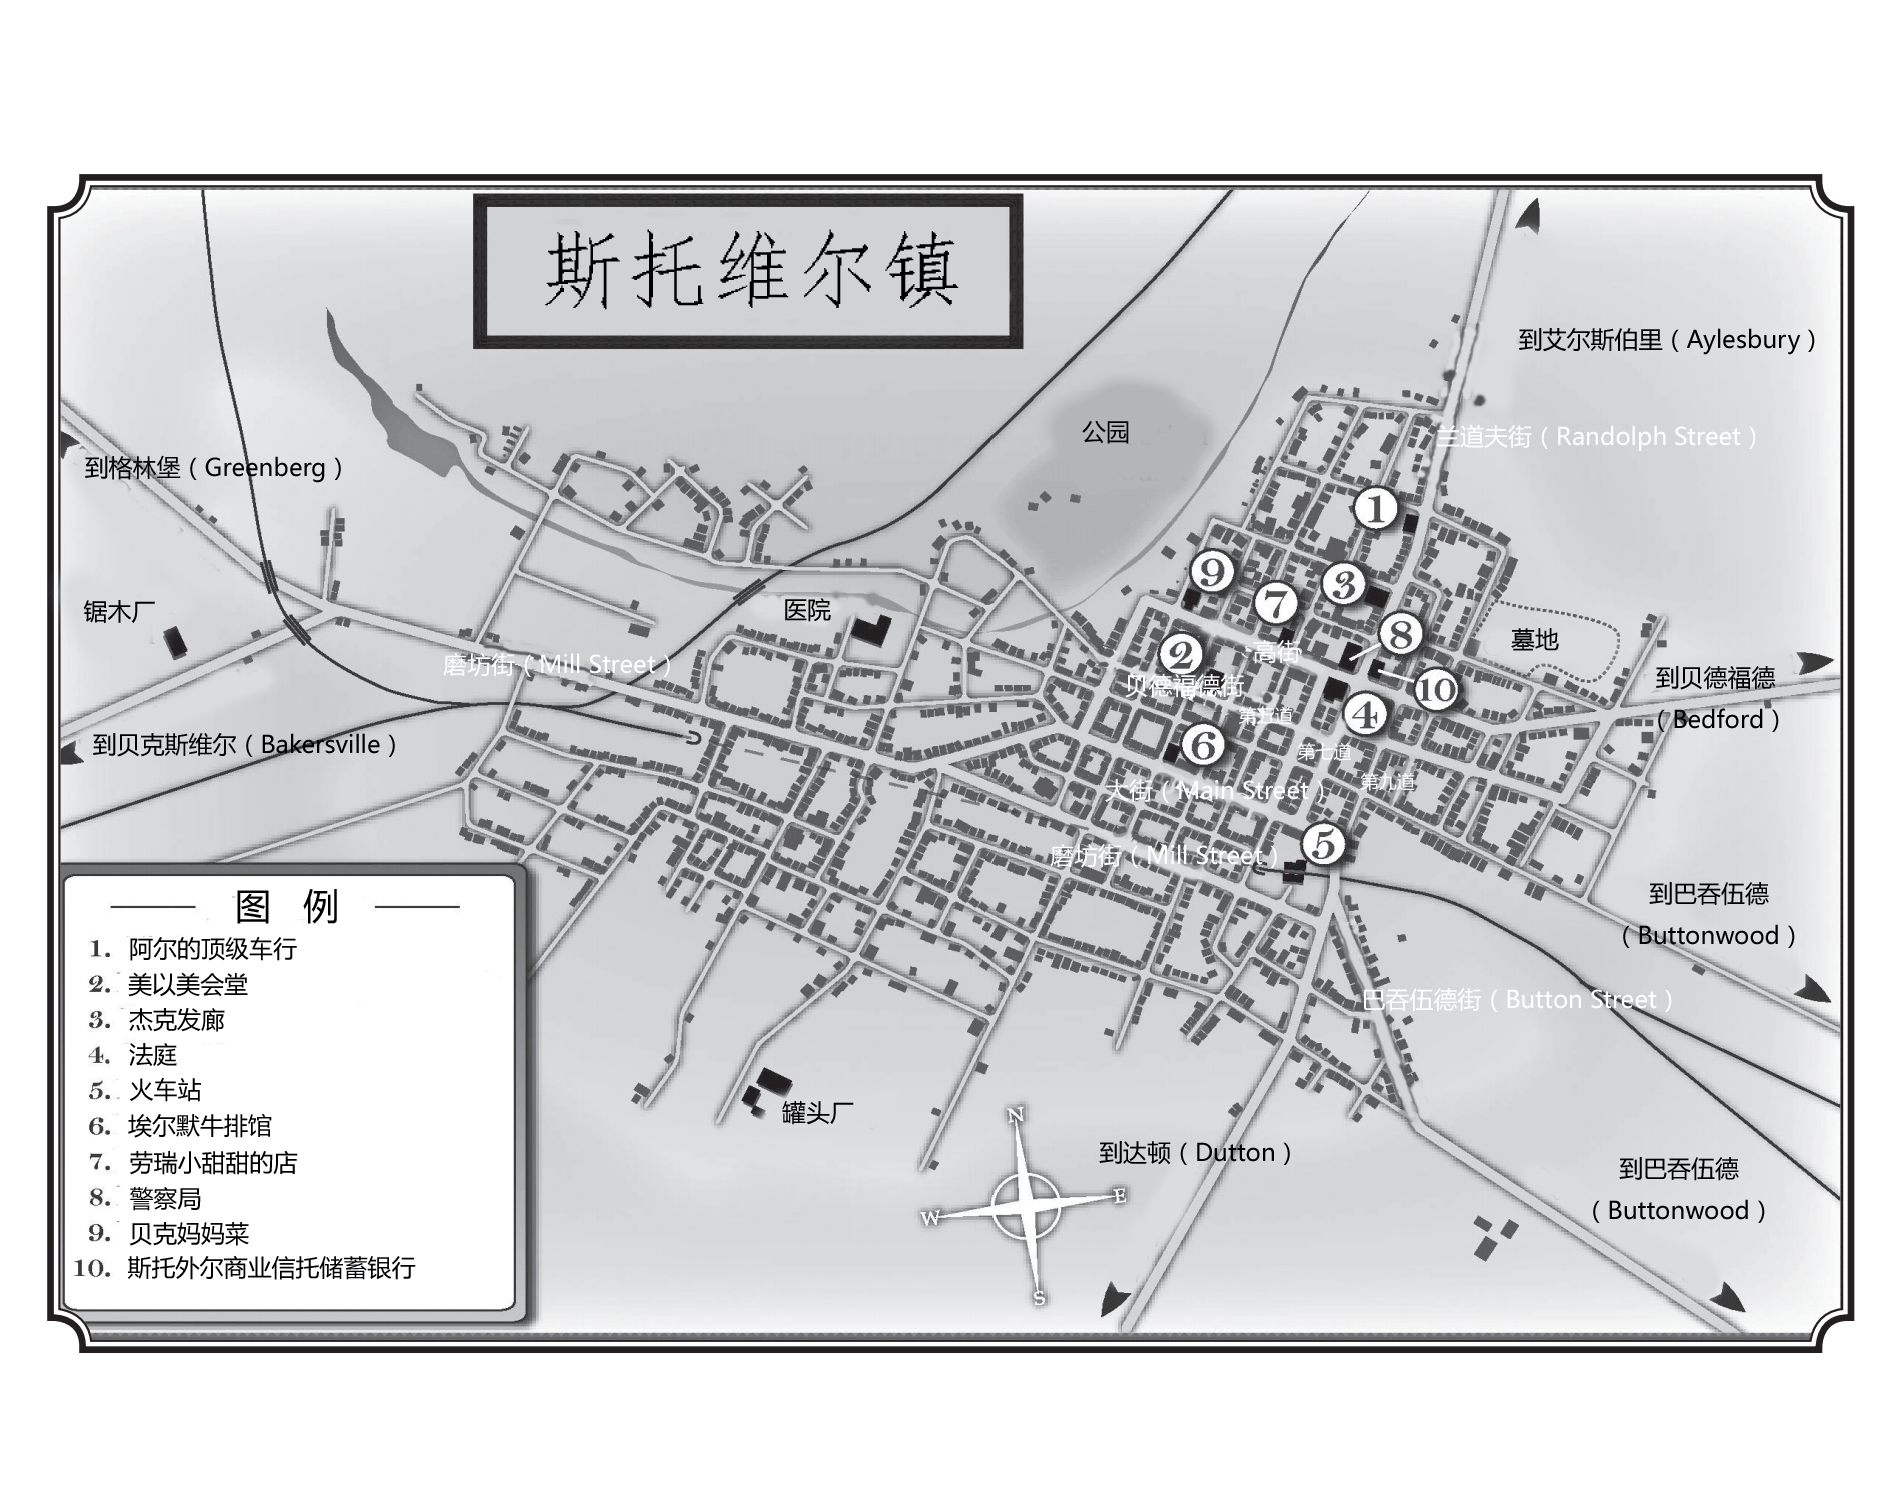 斯托维尔镇
到艾尔斯伯里（Aylesbury）
公园
兰道夫街（Randolph Street）
到格林堡（Greenberg）
1
9
3
7
锯木厂
医院
8
墓地
2
高街
磨坊街（Mill Street）
到贝德福德
（Bedford）
贝德福德街
10
第五道
4
到贝克斯维尔（Bakersville）
6
第七道
第九道
大街（Main Street）
5
磨坊街（Mill Street）
到巴吞伍德
（Buttonwood）
巴吞伍德街（Button Street）
图 例
1. 阿尔的顶级车行
2. 美以美会堂
3. 杰克发廊
4. 法庭
5. 火车站
6. 埃尔默牛排馆
7. 劳瑞小甜甜的店
8. 警察局
9. 贝克妈妈菜
10. 斯托外尔商业信托储蓄银行
罐头厂
N
E
W
S
到达顿（Dutton）
到巴吞伍德
（Buttonwood）